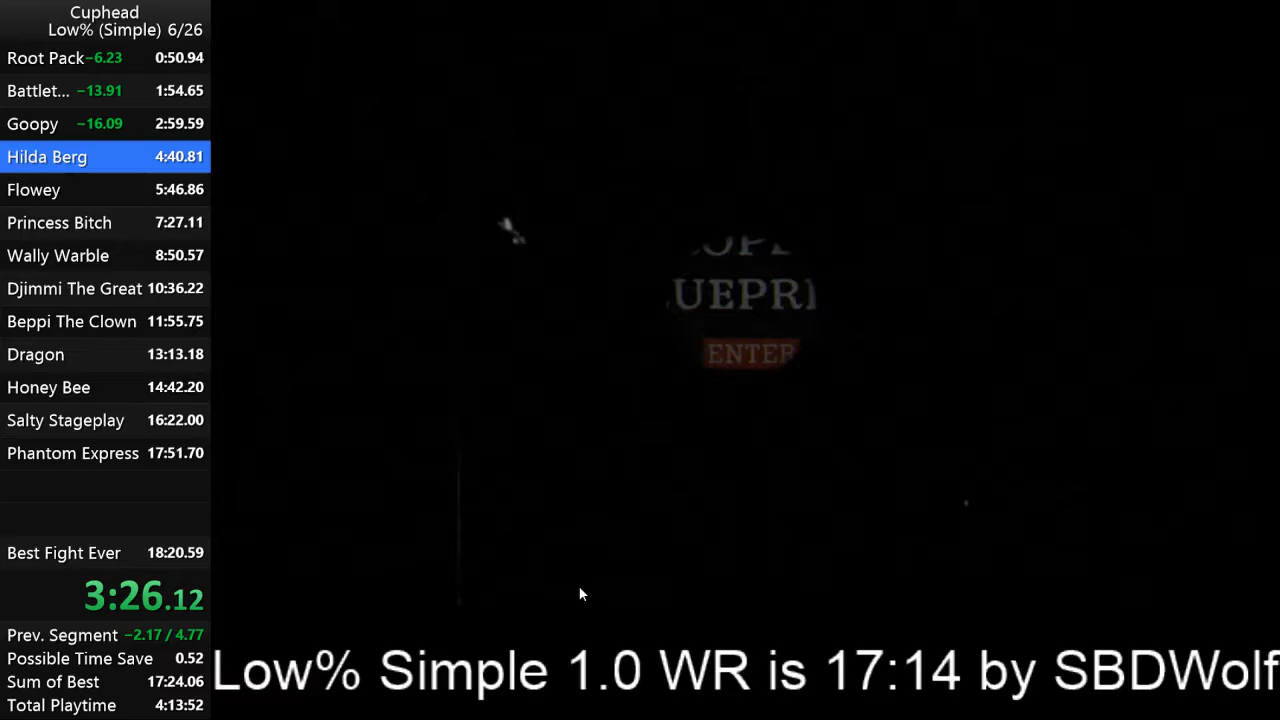 Cuphead
Low% (Simple) 6/26
Root Pack −6.23 0:50.94
Battlet... −13.91 1:54.65
Goopy −16.09 2:59.59
Hilda Berg 4:40.81
Flowey 5:46.86
Princess Bitch 7:27.11
Wally Warble 8:50.57
Djimmi The Great 10:36.22
Beppi The Clown 11:55.75
Dragon 13:13.18
Honey Bee 14:42.20
Salty Stageplay 16:22.00
Phantom Express 17:51.70
Best Fight Ever 18:20.59
3:26.12
Prev. Segment −2.17 / 4.77
Possible Time Save 0.52
Sum of Best 17:24.06
Total Playtime 4:13:52
UEPRI
ENTER
Low% Simple 1.0 WR is 17:14 by SBDWolf